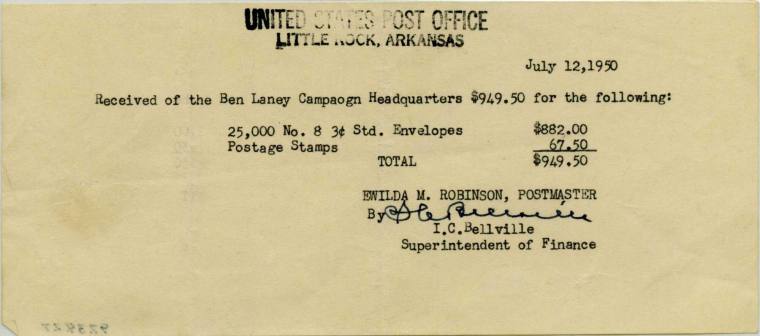 UNITED STATES POST OFFICE
LITTLE ROCK, ARKANSAS
July 12,1950
Received of the Ben Laney Campaogn Headquarters $949.50 for the following:
25,000 No. 8 3¢ Std. Envelopes $882.00
Postage Stamps 67.50
TOTAL $949.50
EWILDA M. ROBINSON, POSTMASTER
By
I.C.Bellville
Superintendent of Finance